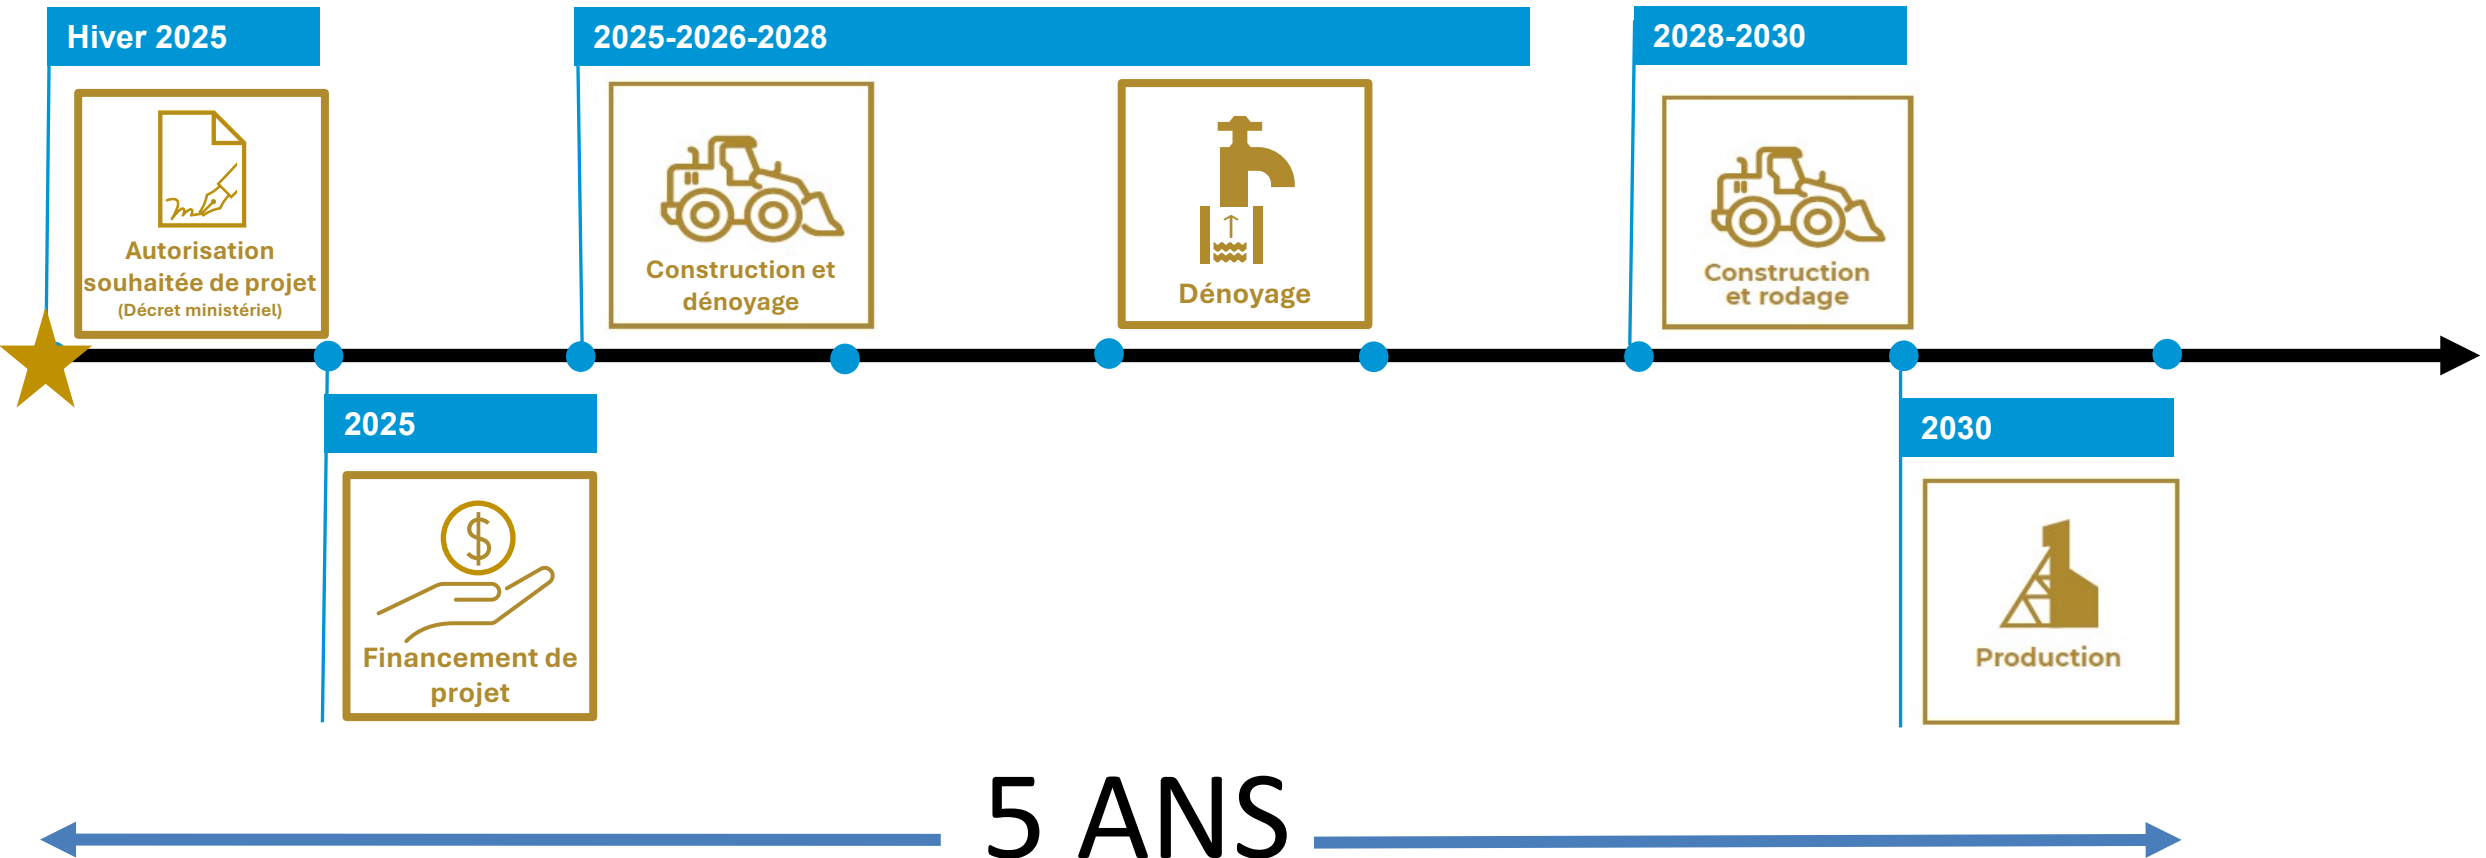 Hiver 2025
2025-2026-2028
2028-2030
Autorisation
souhaitée de projet
(Décret ministériel)
Construction et
dénoyage
Dénoyage
Construction
et rodage
2025
2030
$
Financement de
projet
Production
5 ANS